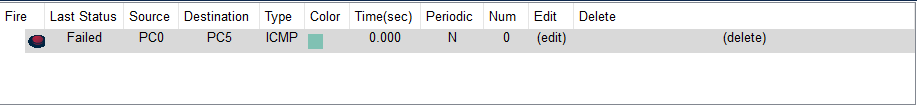 Fire Last Status Source Destination Type Color Time(sec) Periodic Num Edit Delete
Failed PC0 PC5 ICMP 0.000 N 0 (edit) (delete)